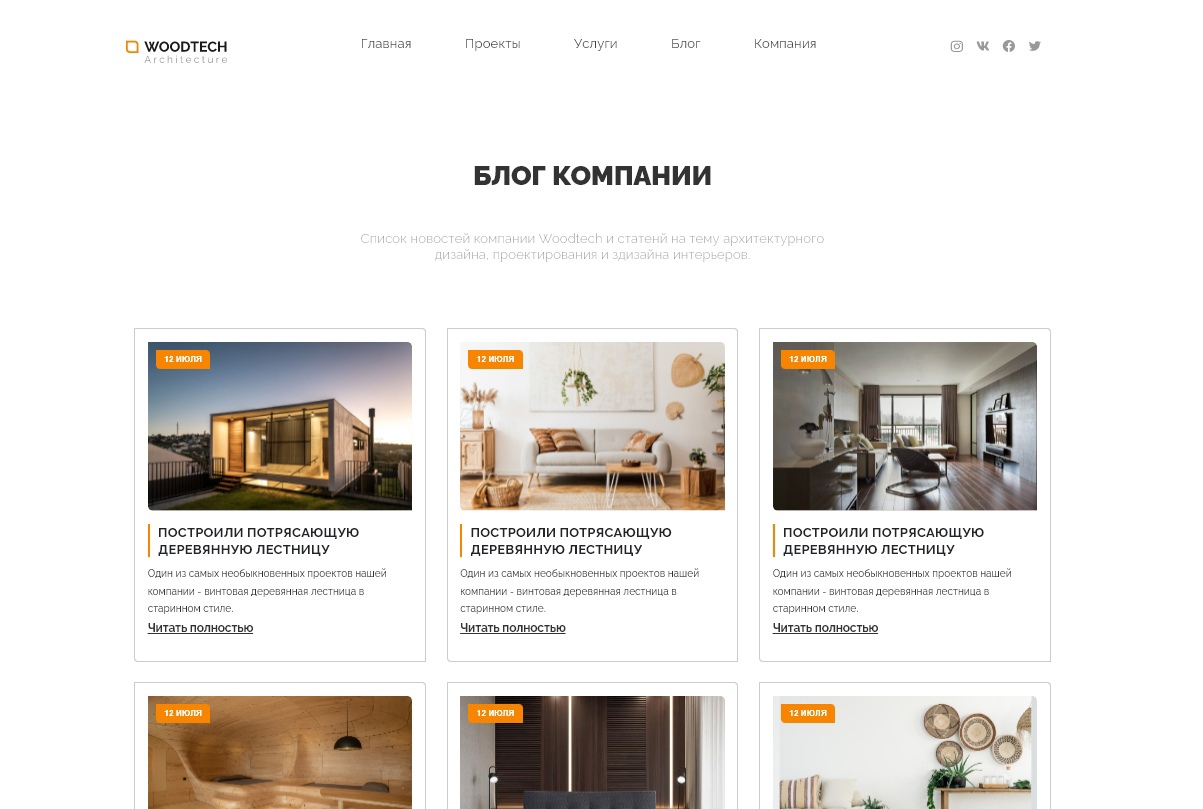 WOODTECH
Architecture
Главная Проекты Услуги Блог Компания
БЛОГ КОМПАНИИ
Список новостей компании Woodtech и статенй на тему архитектурного
дизайна, проектирования и здизайна интерьеров.
12 ИЮЛЯ
ПОСТРОИЛИ ПОТРЯСАЮЩУЮ
ДЕРЕВЯННУЮ ЛЕСТНИЦУ
Один из самых необыкновенных проектов нашей
компании - винтовая деревянная лестница в
старинном стиле.
Читать полностью
12 ИЮЛЯ
ПОСТРОИЛИ ПОТРЯСАЮЩУЮ
ДЕРЕВЯННУЮ ЛЕСТНИЦУ
Один из самых необыкновенных проектов нашей
компании - винтовая деревянная лестница в
старинном стиле.
Читать полностью
12 ИЮЛЯ
ПОСТРОИЛИ ПОТРЯСАЮЩУЮ
ДЕРЕВЯННУЮ ЛЕСТНИЦУ
Один из самых необыкновенных проектов нашей
компании - винтовая деревянная лестница в
старинном стиле.
Читать полностью
12 ИЮЛЯ
12 ИЮЛЯ
12 ИЮЛЯ